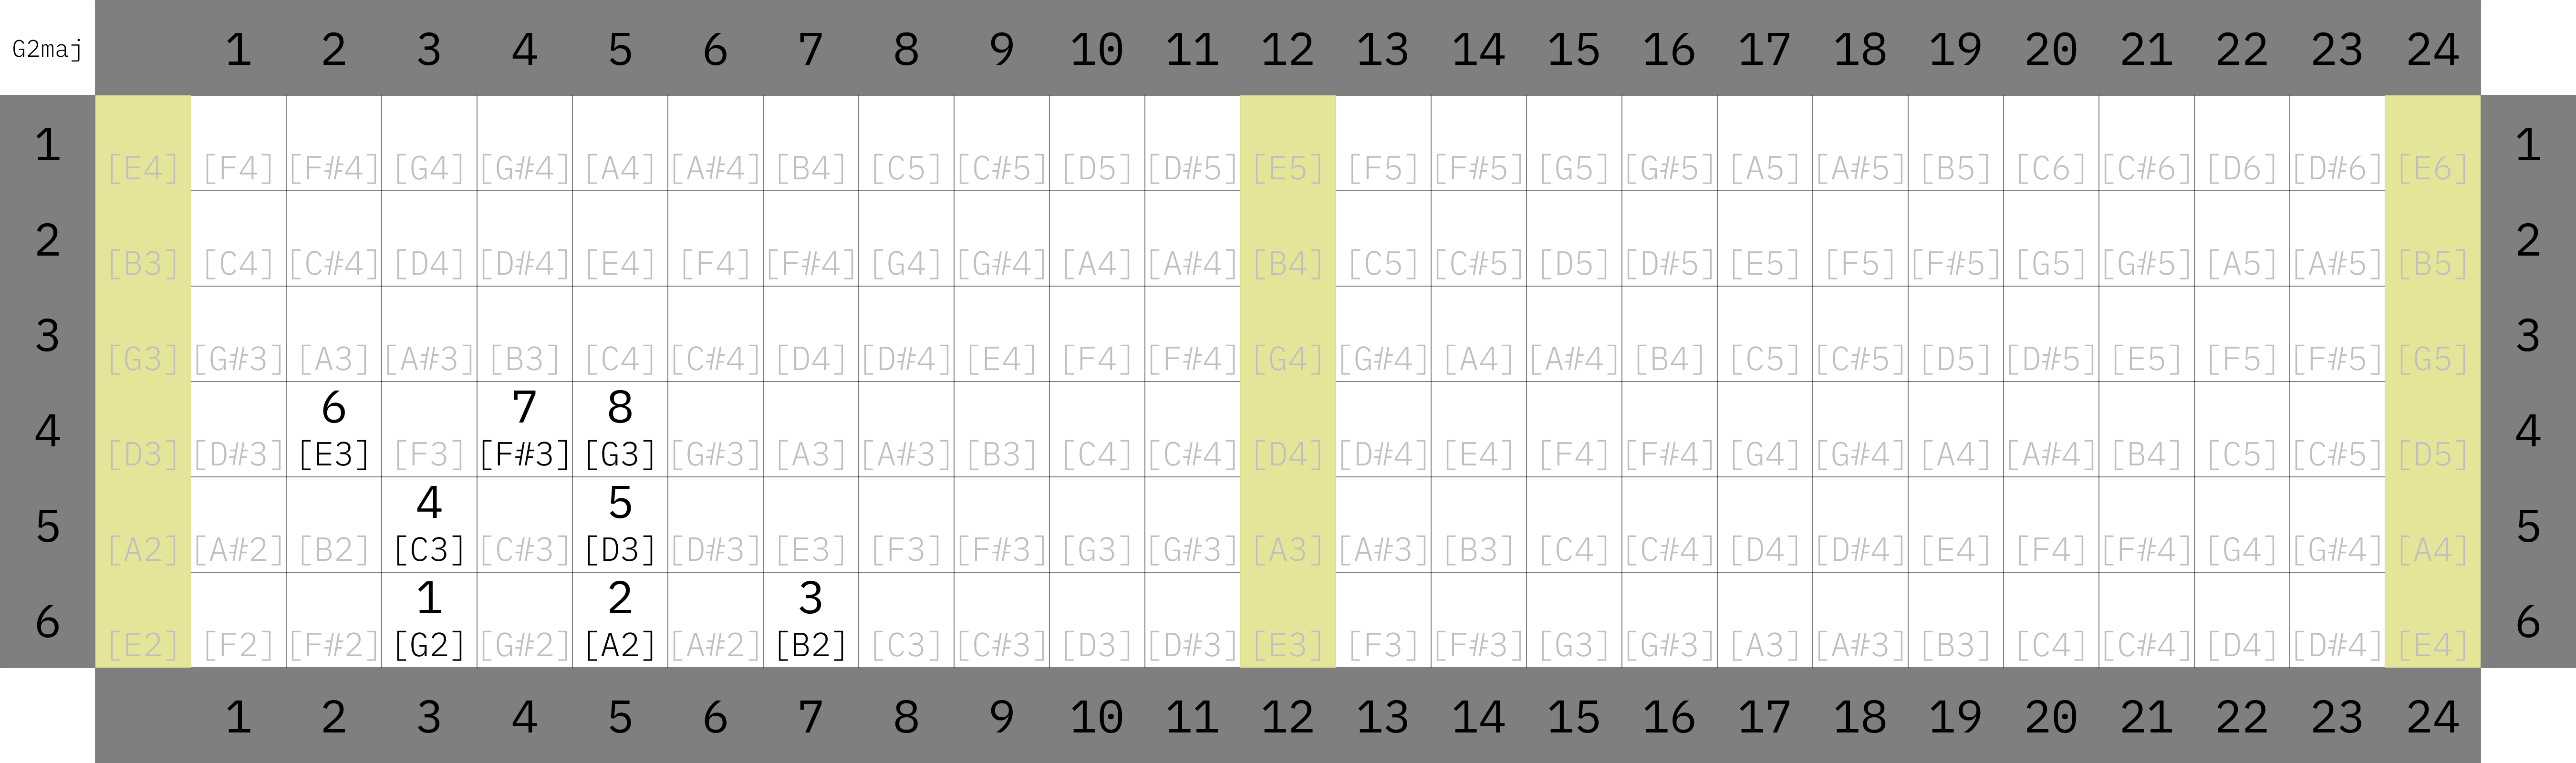 G2maj 1 2 3 4 5 6 7 8 9 10 11 12 13 14 15 16 17 18 19 20 21 22 23 24
1 [E4] [F4] [F#4] [G4] [G#4] [A4] [A#4] [B4] [C5] [C#5] [D5] [D#5] [E5] [F5] [F#5] [G5] [G#5] [A5] [A#5] [B5] [C6] [C#6] [D6] [D#6] [E6] 1
2 [B3] [C4] [C#4] [D4] [D#4] [E4] [F4] [F#4] [G4] [G#4] [A4] [A#4] [B4] [C5] [C#5] [D5] [D#5] [E5] [F5] [F#5] [G5] [G#5] [A5] [A#5] [B5] 2
3 [G3] [G#3] [A3] [A#3] [B3] [C4] [C#4] [D4] [D#4] [E4] [F4] [F#4] [G4] [G#4] [A4] [A#4] [B4] [C5] [C#5] [D5] [D#5] [E5] [F5] [F#5] [G5] 3
6 7 8
4 [D3] [D#3] [E3] [F3] [F#3] [G3] [G#3] [A3] [A#3] [B3] [C4] [C#4] [D4] [D#4] [E4] [F4] [F#4] [G4] [G#4] [A4] [A#4] [B4] [C5] [C#5] [D5] 4
4 5
5 [A2] [A#2] [B2] [C3] [C#3] [D3] [D#3] [E3] [F3] [F#3] [G3] [G#3] [A3] [A#3] [B3] [C4] [C#4] [D4] [D#4] [E4] [F4] [F#4] [G4] [G#4] [A4] 5
1 2 3
6 [E2] [F2] [F#2] [G2] [G#2] [A2] [A#2] [B2] [C3] [C#3] [D3] [D#3] [E3] [F3] [F#3] [G3] [G#3] [A3] [A#3] [B3] [C4] [C#4] [D4] [D#4] [E4] 6
1 2 3 4 5 6 7 8 9 10 11 12 13 14 15 16 17 18 19 20 21 22 23 24